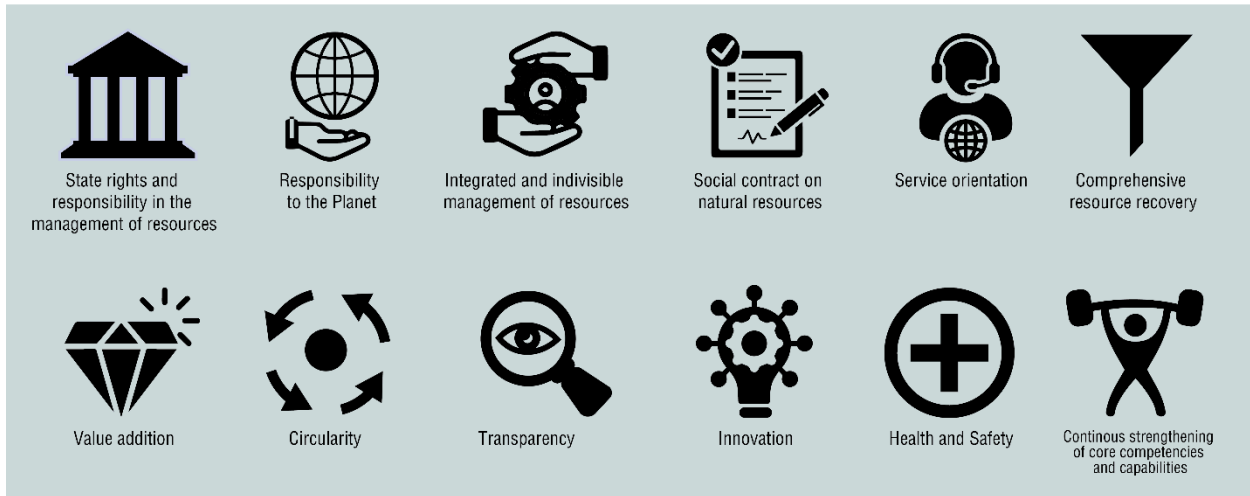 State rights and
responsibility in the
management of resources
Responsibility
to the Planet
Integrated and indivisible
management of resources
Social contract on
natural resources
Service orientation
Comprehensive
resource recovery
Value addition
Circularity
Transparency
Innovation
Health and Safety
Continous strengthening
of core competencies
and capabilities